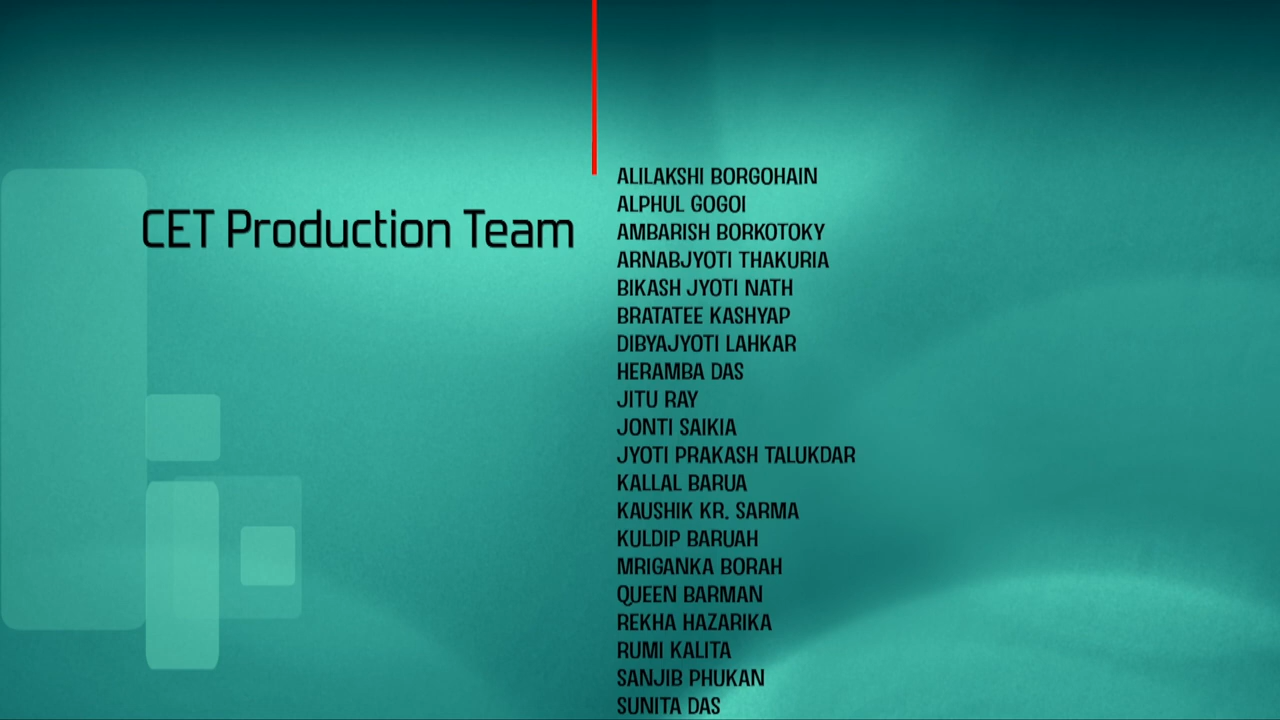 CET Production Team
ALILAKSHI BORGOHAIN
ALPHUL GOGOI
AMBARISH BORKOTOKY
ARNABJYOTI THAKURIA
BIKASH JYOTI NATH
BRATATEE KASHYAP
DIBYAJYOTI LAHKAR
HERAMBA DAS
JITU RAY
JONTI SAIKIA
JYOTI PRAKASH TALUKDAR
KALLAL BARUA
KAUSHIK KR. SARMA
KULDIP BARUAH
MRIGANKA BORAH
QUEEN BARMAN
REKHA HAZARIKA
RUMI KALITA
SANJIB PHUKAN
SUNITA DAS